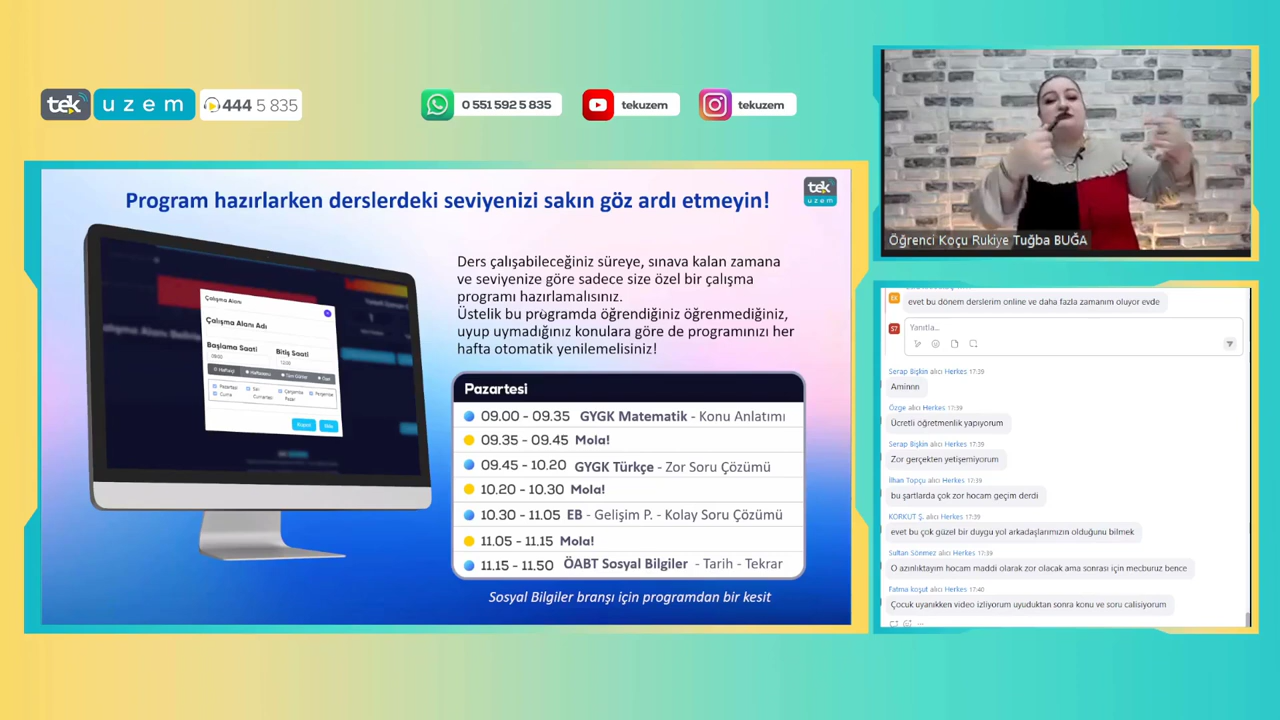 tek uzem 444 5 835
0 551 592 5 835
tekuzem
tekuzem
Program hazırlarken derslerdeki seviyenizi sakın göz ardı etmeyin!
tek
uzem
Ders çalışabileceğiniz süreye, sınava kalan zamana
ve seviyenize göre sadece size özel bir çalışma
programı hazırlamalısınız.
Üstelik bu programda öğrendiğiniz öğrenmediğiniz,
uyup uymadığınız konulara göre de programınızı her
hafta otomatik yenilemelisiniz!
Çalışma Alanı
Çalışma Alanı Adı
Başlama Saati
Bitiş Saati
Pazartesi
09.00 - 09.35 GYGK Matematik - Konu Anlatımı
09.35 - 09.45 Mola!
09.45 - 10.20 GYGK Türkçe - Zor Soru Çözümü
10.20 - 10.30 Mola!
10.30 - 11.05 EB - Gelişim P. - Kolay Soru Çözümü
11.05 - 11.15 Mola!
11.15 - 11.50 ÖABT Sosyal Bilgiler - Tarih - Tekrar
Sosyal Bilgiler branşı için programdan bir kesit
Öğrenci Koçu Rukiye Tuğba BUĞA
evet bu dönem derslerim online ve daha fazla zamanım oluyor evde
Yanıtla...
Serap Bişkin alıcı Herkes 17:39
Aminnn
Özge alıcı Herkes 17:39
Ücretli öğretmenlik yapıyorum
Serap Bişkin alıcı Herkes 17:39
Zor gerçekten yetişemiyorum
İlhan Topçu alıcı Herkes 17:39
bu şartlarda çok zor hocam geçim derdi
KORKUT Ş. alıcı Herkes 17:39
evet bu çok güzel bir duygu yol arkadaşlarımızın olduğunu bilmek
Sultan Sönmez alıcı Herkes 17:39
O azınlıktayım hocam maddi olarak zor olacak ama sonrası için mecburuz bence
Fatma koşut alıcı Herkes 17:40
Çocuk uyanıkken video izliyorum uyuduktan sonra konu ve soru calisiyorum